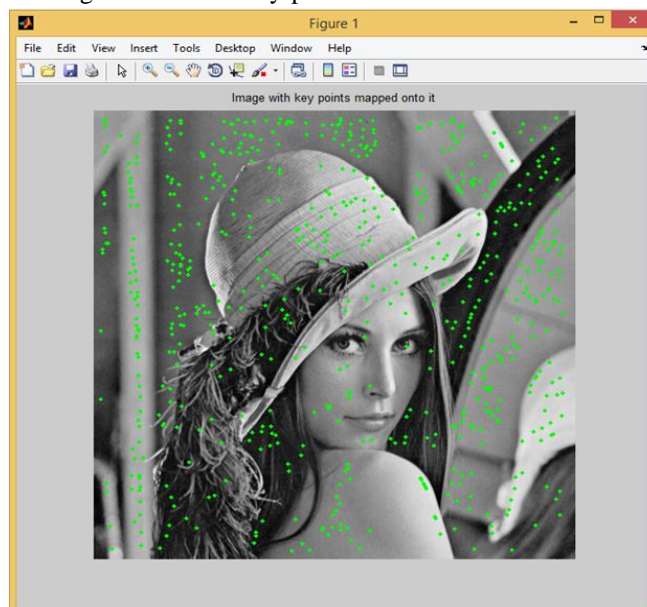 Figure 1
File Edit View Insert Tools Desktop Window Help
Image with key points mapped onto it